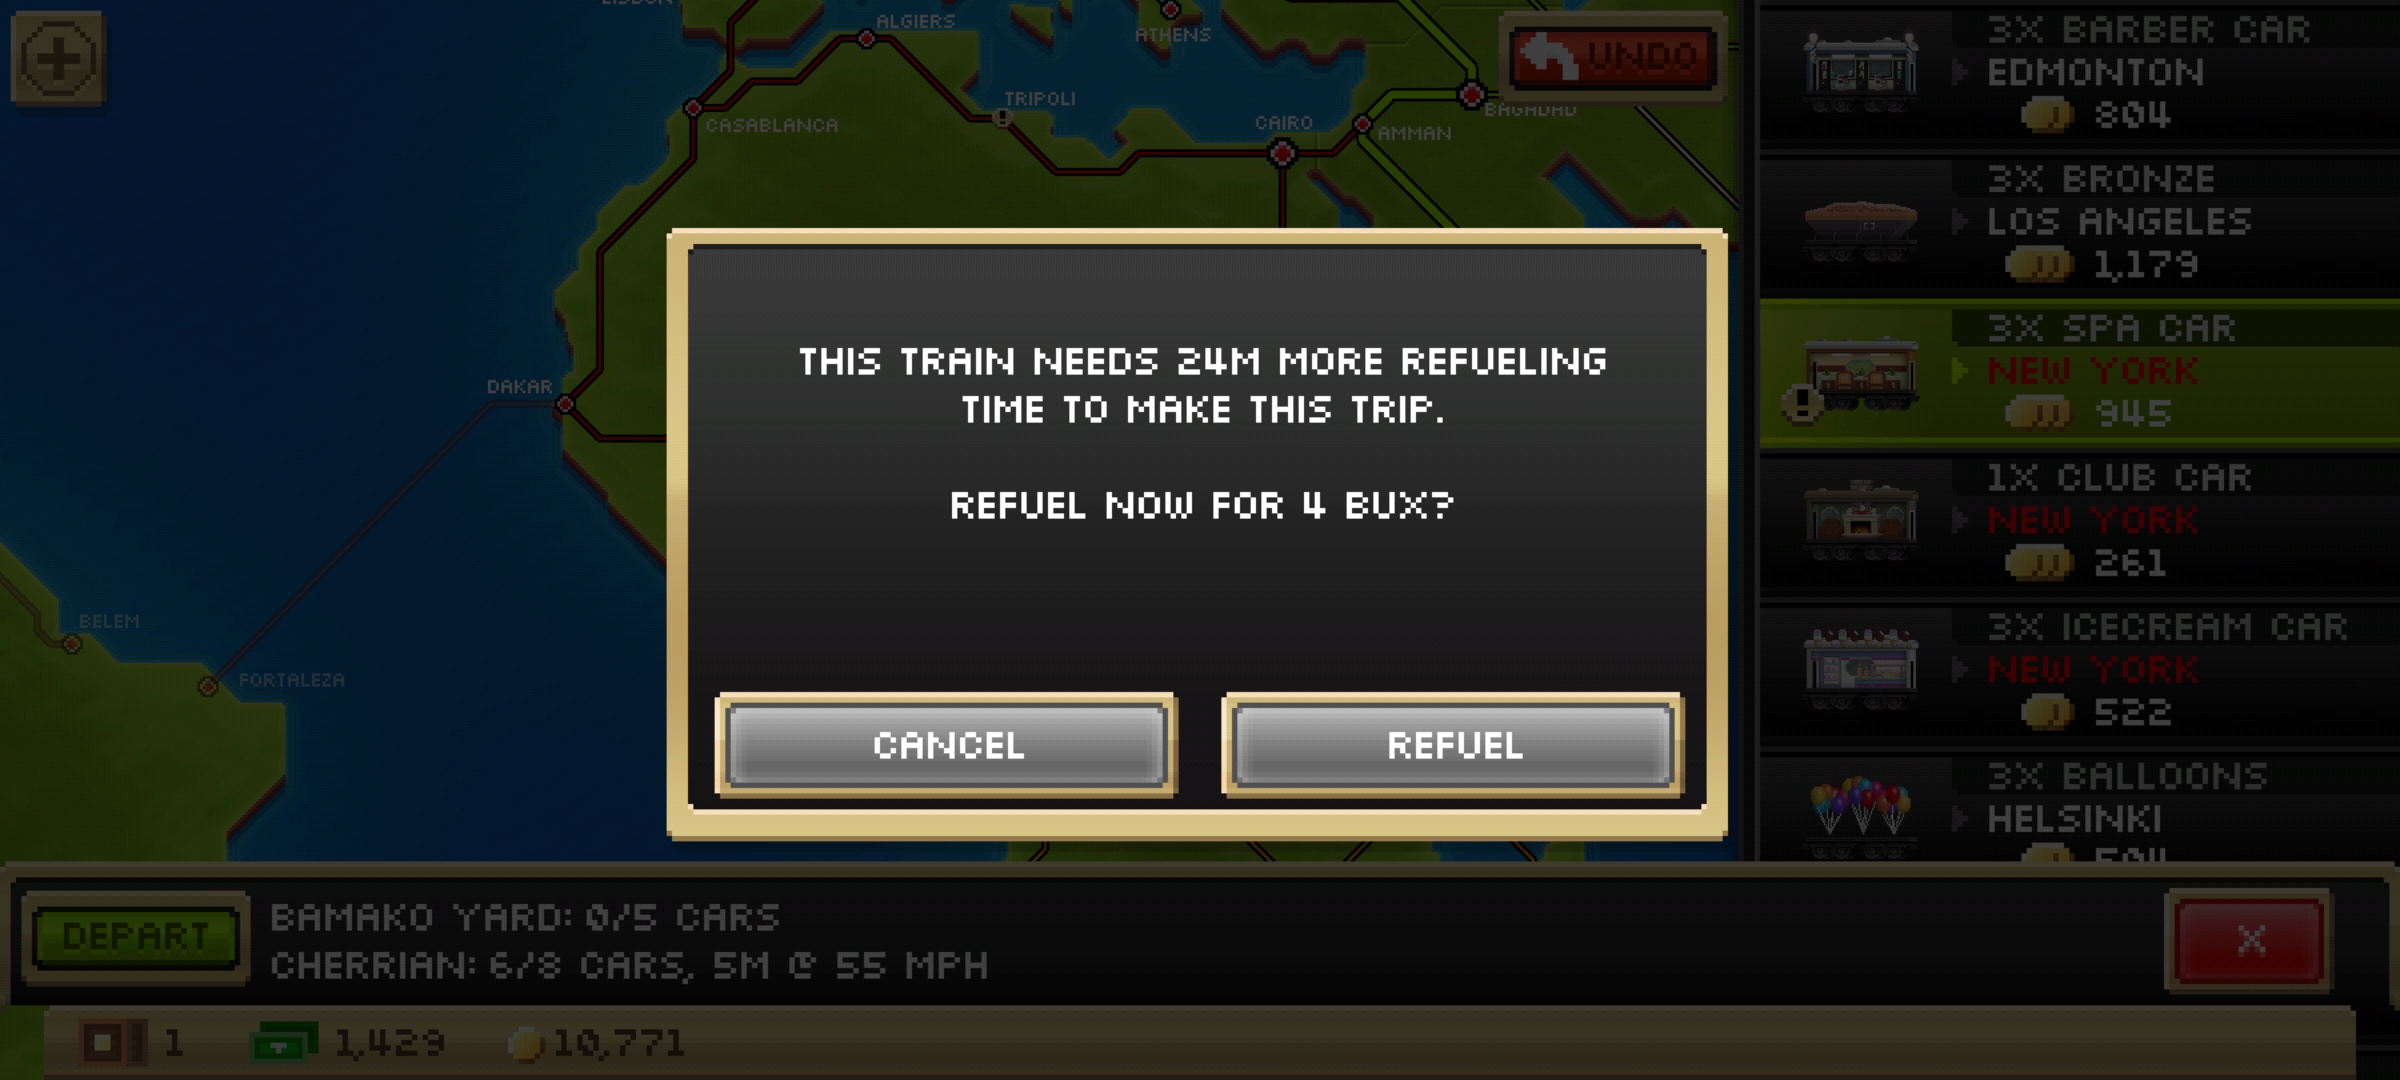 LISBON
ALGIERS
ATHENS
UNDO
TRIPOLI
CASABLANCA
CAIRO
AMMAN
BAGHDAD
DAKAR
BELEM
FORTALEZA
3X BARBER CAR
EDMONTON
804
3X BRONZE
LOS ANGELES
1,179
3X SPA CAR
NEW YORK
945
1X CLUB CAR
NEW YORK
261
3X ICECREAM CAR
NEW YORK
522
3X BALLOONS
HELSINKI
THIS TRAIN NEEDS 24M MORE REFUELING
TIME TO MAKE THIS TRIP.
REFUEL NOW FOR 4 BUX?
CANCEL
REFUEL
DEPART
BAMAKO YARD: 0/5 CARS
CHERRIAN: 6/8 CARS, 5M @ 55 MPH
X
1
1,429
10,771